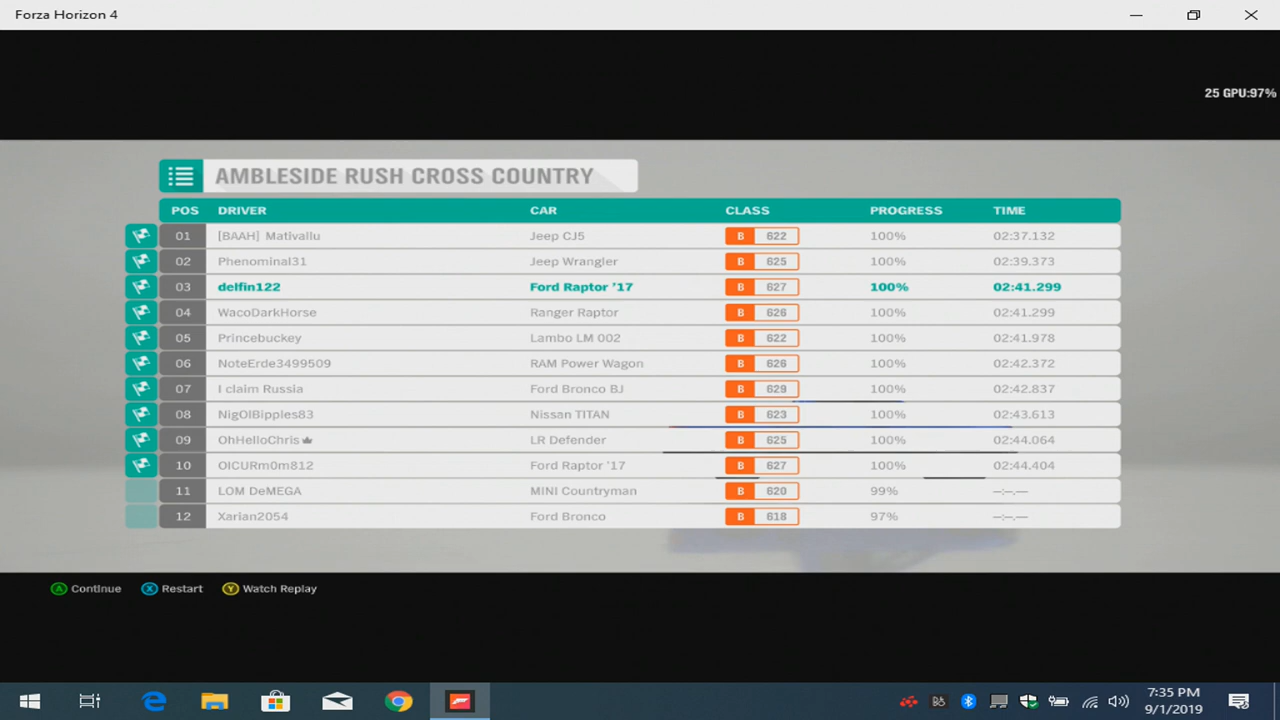 Forza Horizon 4
25 GPU:97%
AMBLESIDE RUSH CROSS COUNTRY
POS DRIVER CAR CLASS PROGRESS TIME
01 [BAAH] Mativallu Jeep CJ5 B 622 100% 02:37.132
02 Phenominal31 Jeep Wrangler B 625 100% 02:39.373
03 delfin122 Ford Raptor '17 B 627 100% 02:41.299
04 WacoDarkHorse Ranger Raptor B 626 100% 02:41.299
05 Princebuckey Lambo LM 002 B 622 100% 02:41.978
06 NoteErde3499509 RAM Power Wagon B 626 100% 02:42.372
07 I claim Russia Ford Bronco BJ B 629 100% 02:42.837
08 NigOlBipples83 Nissan TITAN B 623 100% 02:43.613
09 OhHelloChris LR Defender B 625 100% 02:44.064
10 OICURm0m812 Ford Raptor '17 B 627 100% 02:44.404
11 LOM DeMEGA MINI Countryman B 620 99% --:--.---
12 Xarian2054 Ford Bronco B 618 97% --:--.---
A Continue X Restart Y Watch Replay
7:35 PM
9/1/2019